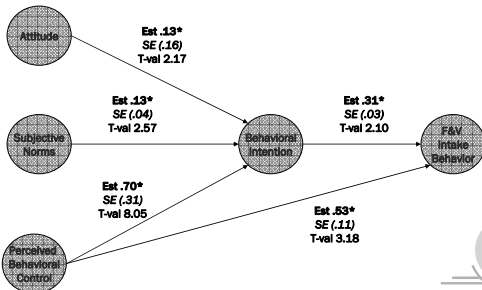 Attitude
Est .13*
SE (.16)
T-val 2.17
Subjective
Norms
Est .13*
SE (.04)
T-val 2.57
Behavioral
Intention
Est .31*
SE (.03)
T-val 2.10
F&V
Intake
Behavior
Est .70*
SE (.31)
T-val 8.05
Est .53*
SE (.11)
T-val 3.18
Perceived
Behavioral
Control